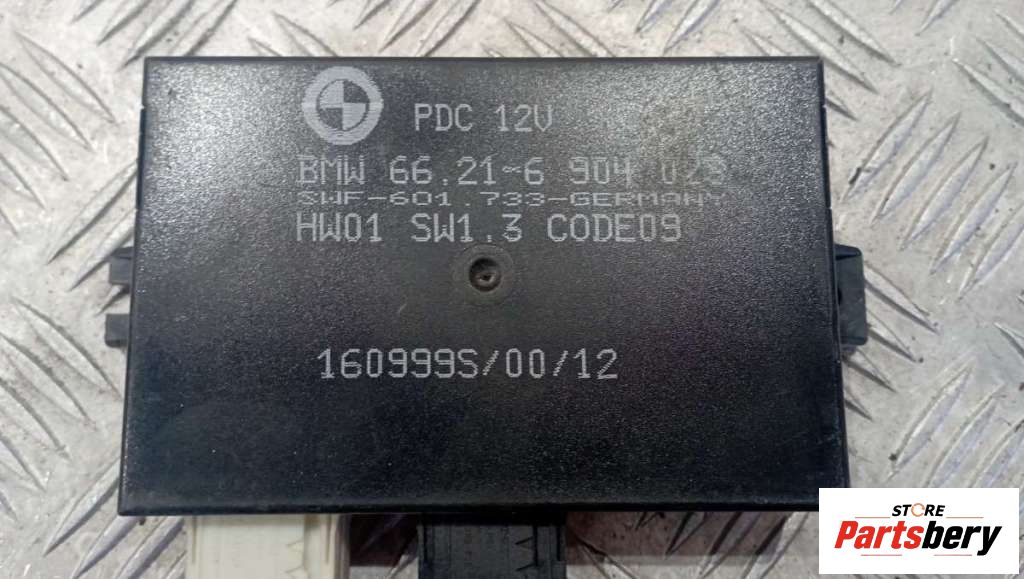 PDC 12V
BMW 66.21-6 904 023
SWF-601.733-GERMANY
HW01 SW1.3 CODE09
160999S/00/12
STORE
Partsbery